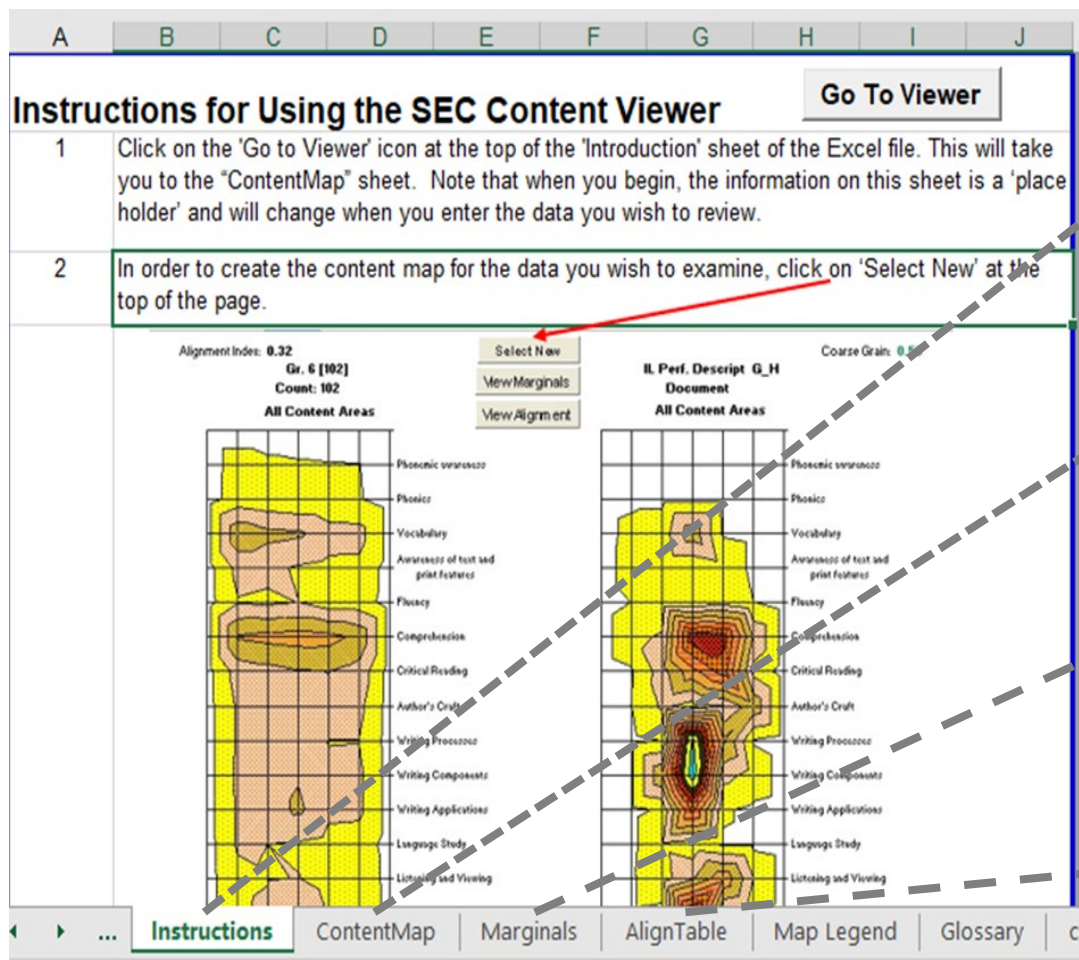 A B C D E F G H I J
Instructions for Using the SEC Content Viewer
Go To Viewer
1
Click on the 'Go to Viewer' icon at the top of the 'Introduction' sheet of the Excel file. This will take
you to the “ContentMap” sheet. Note that when you begin, the information on this sheet is a ‘place
holder’ and will change when you enter the data you wish to review.
2
In order to create the content map for the data you wish to examine, click on ‘Select New’ at the
top of the page.
Alignment Index: 0.32
Gr. 6 [102]
Count: 102
All Content Areas
Select New
View Marginals
View Alignment
Coarse Grain:
IL Perf. Descript G_H
Document
All Content Areas
Phonemic awareness
Phonics
Vocabulary
Awareness of text and
print features
Fluency
Comprehension
Critical Reading
Author's Craft
Writing Processes
Writing Components
Writing Applications
Language Study
Listening and Viewing
Phonemic awareness
Phonics
Vocabulary
Awareness of text and
print features
Fluency
Comprehension
Critical Reading
Author's Craft
Writing Processes
Writing Components
Writing Applications
Language Study
Listening and Viewing
... Instructions ContentMap Marginals AlignTable Map Legend Glossary c